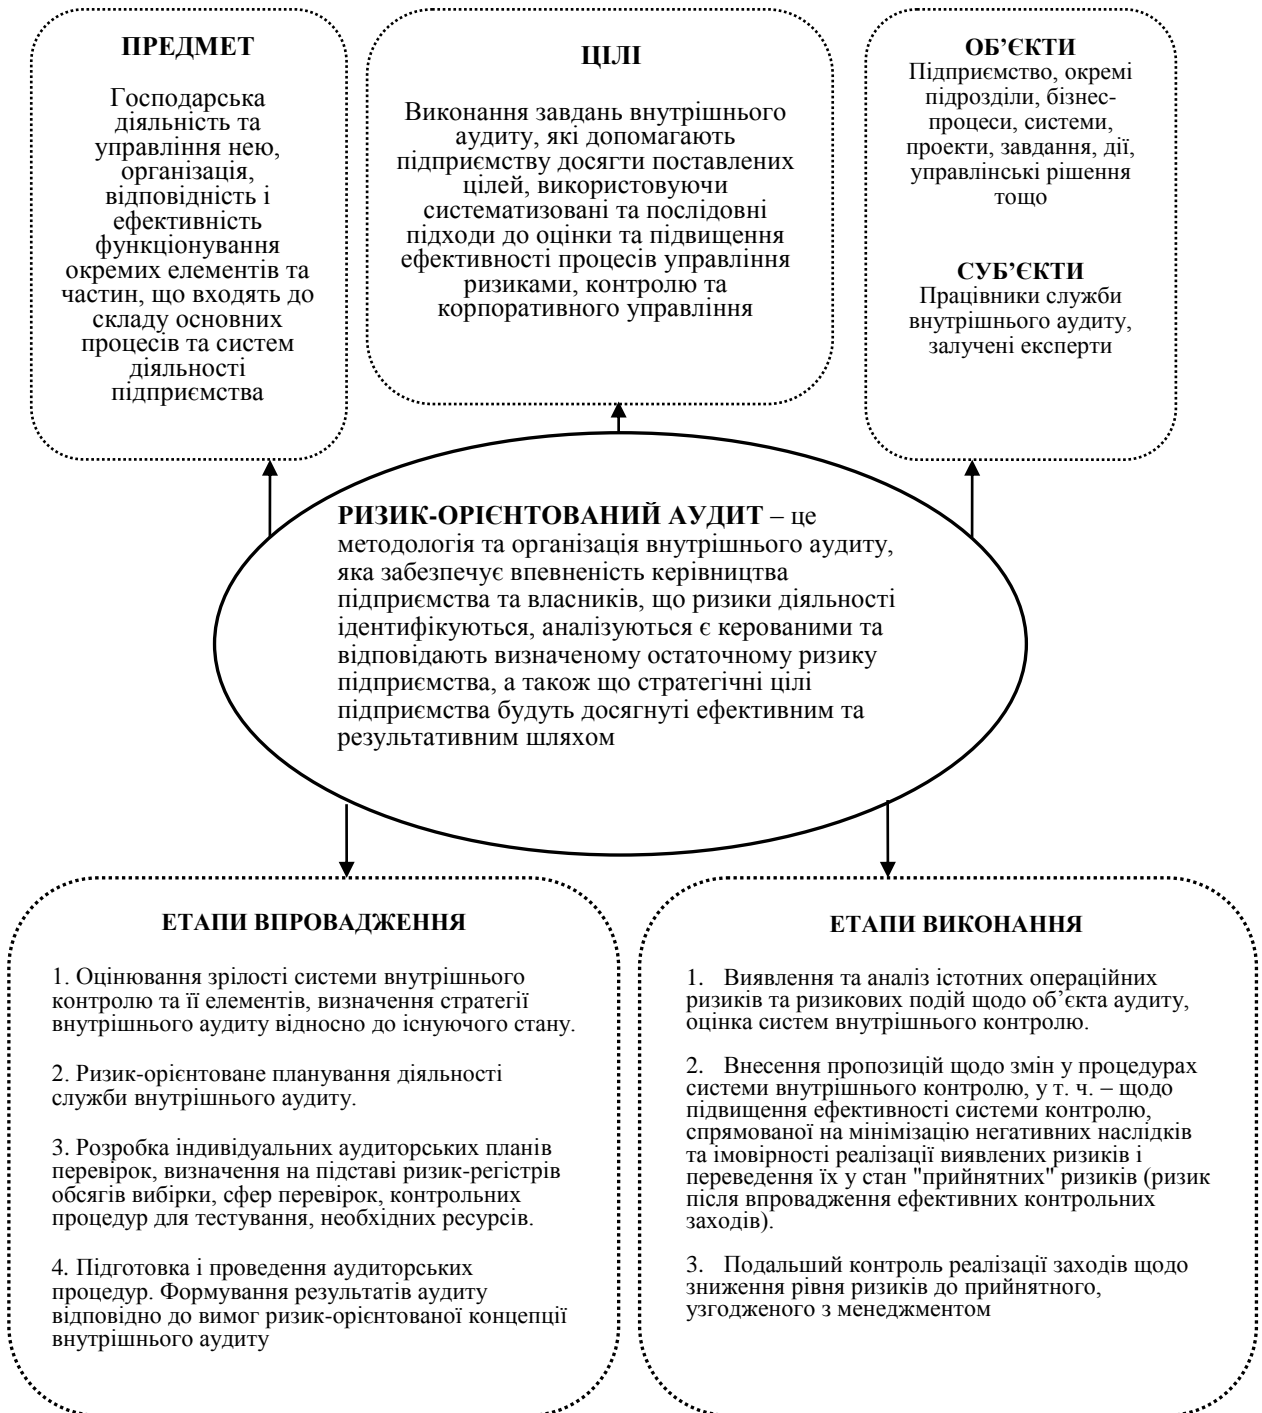 ПРЕДМЕТ
Господарська
діяльність та
управління нею,
організація,
відповідність і
ефективність
функціонування
окремих елементів та
частин, що входять до
складу основних
процесів та систем
діяльності
підприємства
ЦІЛІ
Виконання завдань внутрішнього
аудиту, які допомагають
підприємству досягти поставлених
цілей, використовуючи
систематизовані та послідовні
підходи до оцінки та підвищення
ефективності процесів управління
ризиками, контролю та
корпоративного управління
ОБ’ЄКТИ
Підприємство, окремі
підрозділи, бізнес-
процеси, системи,
проекти, завдання, дії,
управлінські рішення
тощо
СУБ’ЄКТИ
Працівники служби
внутрішнього аудиту,
залучені експерти
РИЗИК-ОРІЄНТОВАНИЙ АУДИТ – це
методологія та організація внутрішнього аудиту,
яка забезпечує впевненість керівництва
підприємства та власників, що ризики діяльності
ідентифікуються, аналізуються є керованими та
відповідають визначеному остаточному ризику
підприємства, а також що стратегічні цілі
підприємства будуть досягнуті ефективним та
результативним шляхом
ЕТАПИ ВПРОВАДЖЕННЯ
1. Оцінювання зрілості системи внутрішнього
контролю та її елементів, визначення стратегії
внутрішнього аудиту відносно до існуючого стану.
2. Ризик-орієнтоване планування діяльності
служби внутрішнього аудиту.
3. Розробка індивідуальних аудиторських планів
перевірок, визначення на підставі ризик-регістрів
обсягів вибірки, сфер перевірок, контрольних
процедур для тестування, необхідних ресурсів.
4. Підготовка і проведення аудиторських
процедур. Формування результатів аудиту
відповідно до вимог ризик-орієнтованої концепції
внутрішнього аудиту
ЕТАПИ ВИКОНАННЯ
1. Виявлення та аналіз істотних операційних
ризиків та ризикових подій щодо об’єкта аудиту,
оцінка систем внутрішнього контролю.
2. Внесення пропозицій щодо змін у процедурах
системи внутрішнього контролю, у т. ч. – щодо
підвищення ефективності системи контролю,
спрямованої на мінімізацію негативних наслідків
та імовірності реалізації виявлених ризиків і
переведення їх у стан "прийнятних" ризиків (ризик
після впровадження ефективних контрольних
заходів).
3. Подальший контроль реалізації заходів щодо
зниження рівня ризиків до прийнятного,
узгодженого з менеджментом